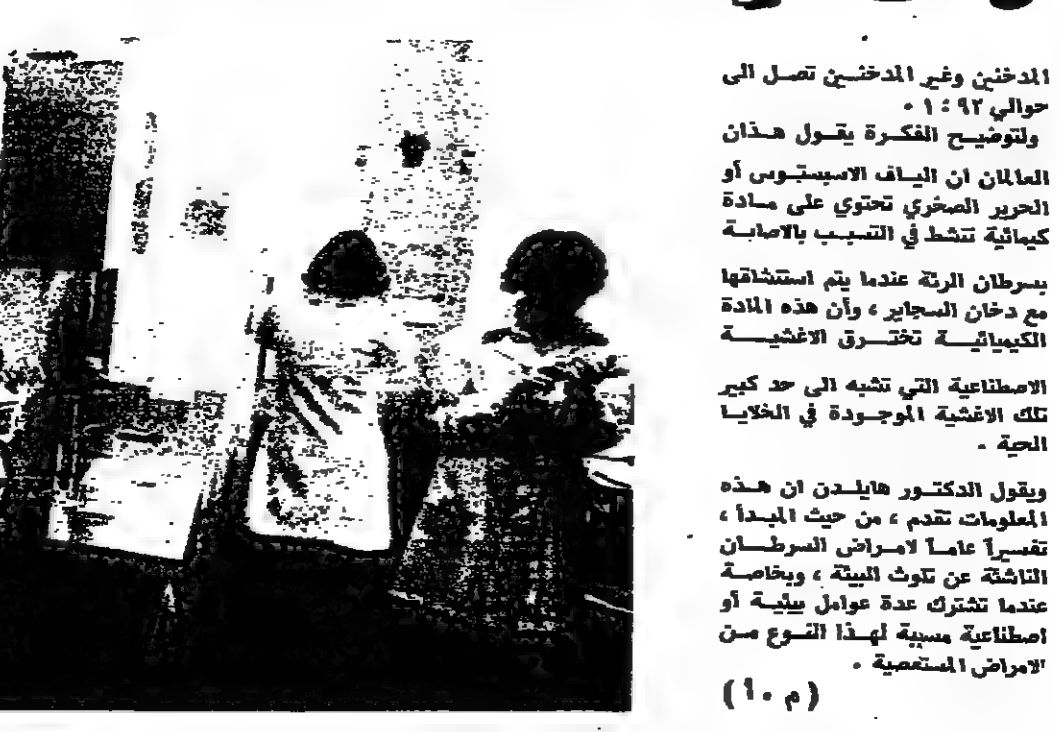 المدخنين وغير المدخنين تصل الى
حوالي ٩٢ : ١ .
ولتوضيح الفكرة يقول هذان
العالمان ان الياف الاسبستوس أو
الحرير الصخري تحتوي على مادة
كيمائية تنشط في التسبب بالاصابة
بسرطان الرئة عندما يتم استنشاقها
مع دخان السجاير ، وأن هذه المادة
الكيميائية تخترق الاغشية
الاصطناعية التي تشبه الى حد كبير
تلك الاغشية الموجودة في الخلايا
الحية .
ويقول الدكتور هايلدن ان هذه
المعلومات تقدم ، من حيث المبدأ ،
تفسيراً عاماً لامراض السرطان
الناشئة عن تلوث البيئة ، وبخاصة
عندما تشترك عدة عوامل بيئية أو
اصطناعية مسببة لهذا النوع من
الامراض المستعصية .
(م ١٠)